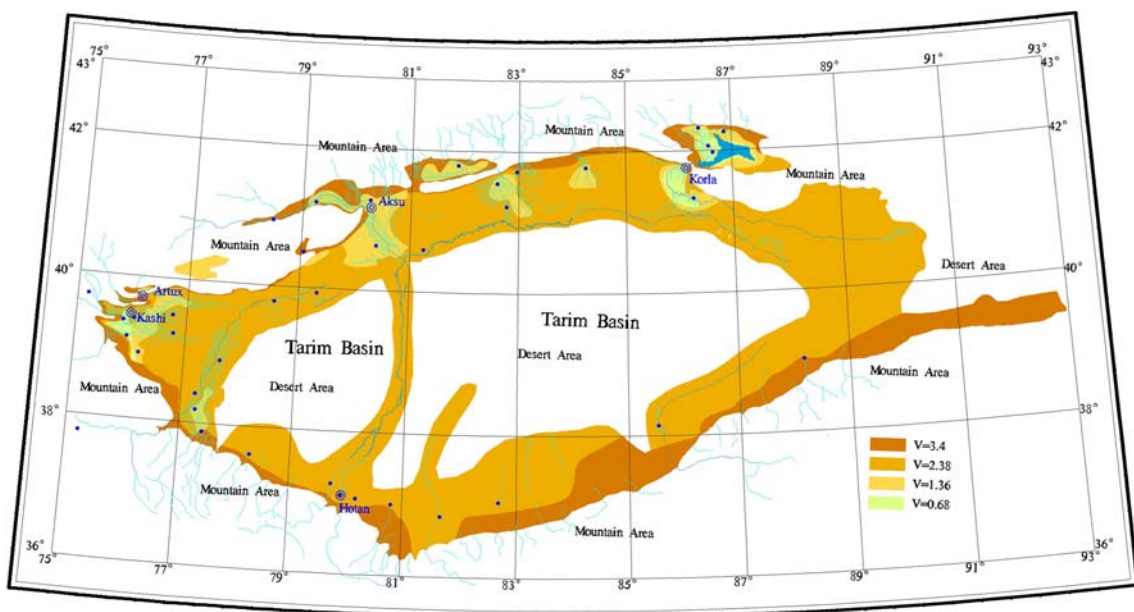 75° 77° 79° 81° 83° 85° 87° 89° 91° 93°
43° 43°
42° 42°
Mountain Area
Mountain Area
Mountain Area
Korla
Mountain Area
Aksu
Mountain Area
40° 40°
Desert Area
Artux
Kashi
Tarim Basin
Tarim Basin
Desert Area
Desert Area
Mountain Area
Mountain Area
38° 38°
V=3.4
V=2.38
V=1.36
V=0.68
Mountain Area
Hotan
Mountain Area
36° 36°
75° 77° 79° 81° 83° 85° 87° 89° 91° 93°